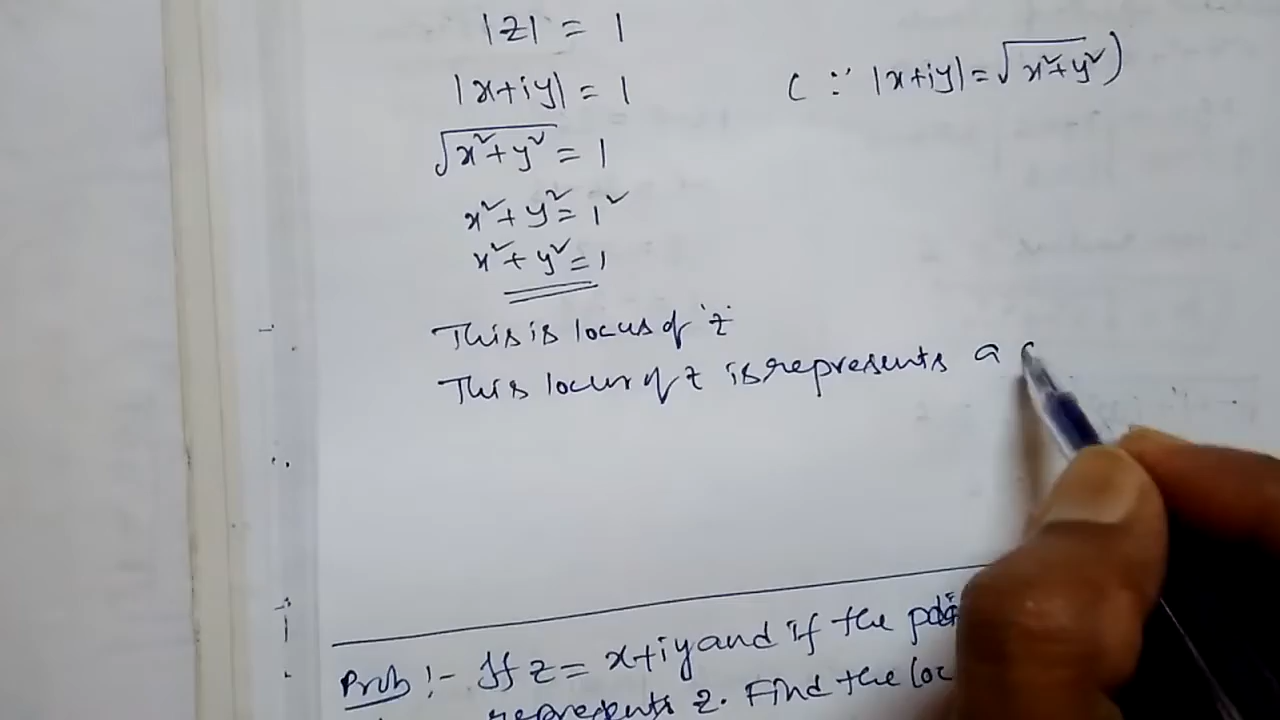 |z| = 1
|x+iy| = 1 (∵ |x+iy| = √x²+y²)
√x²+y² = 1
x²+y² = 1²
x²+y² = 1
This is locus of 'z'
This locus of z is represents a
Prob :- If z = x+iy and if the
represents z. Find the loc